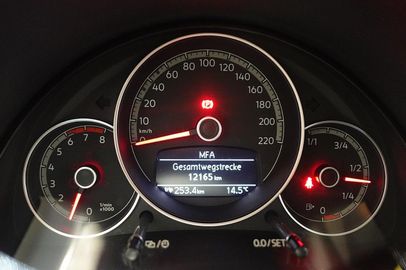 80 100 120
60 140
40 160
20 180
10 200
0 220
km/h
(P)
MFA
Gesamtwegstrecke
12165 km
253.4 km 14.5°C
8 7 6 5 4 3 2 1 0
1/min x1000
1/4
1/2
3/4
1/1
0.0 / SET